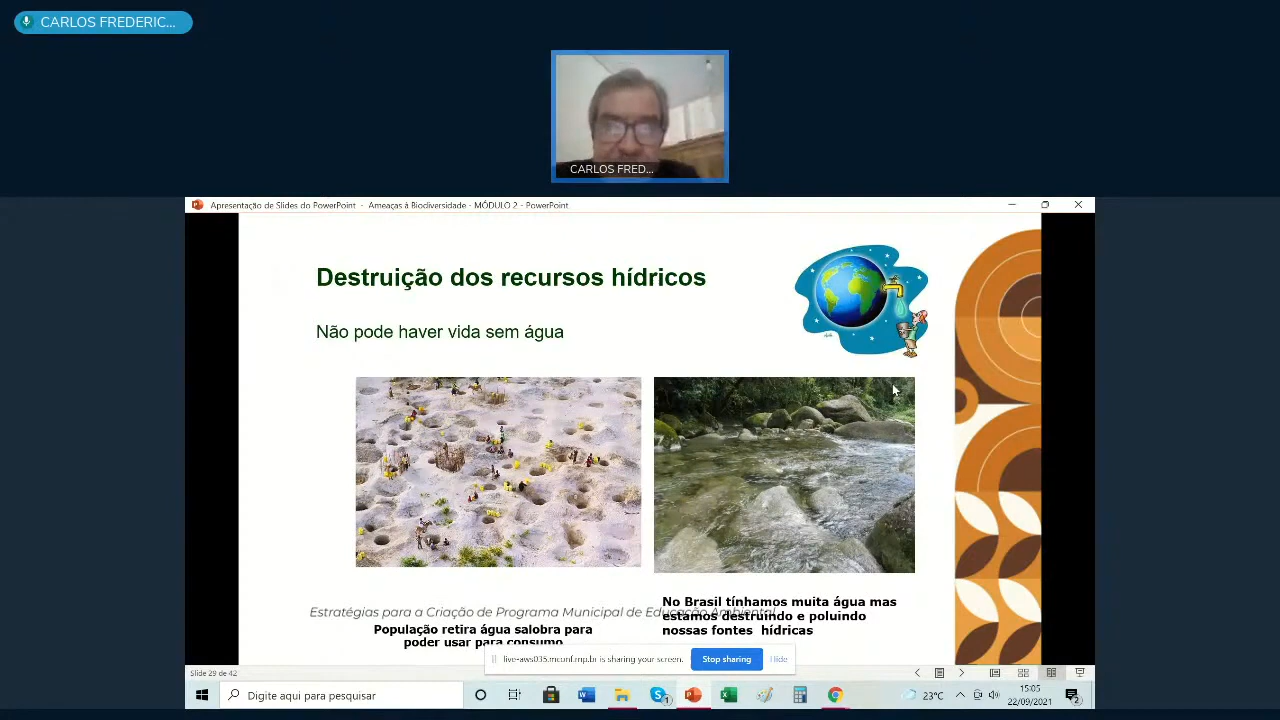 CARLOS FREDERIC...
CARLOS FRED...
Apresentação de Slides do PowerPoint - Ameaças à Biodiversidade - MÓDULO 2 - PowerPoint
Destruição dos recursos hídricos
Não pode haver vida sem água
No Brasil tínhamos muita água mas
estamos destruindo e poluindo
nossas fontes hídricas
Estratégias para a Criação de Programa Municipal de Educação Ambiental
População retira água salobra para
poder usar para consumo
live-aws035.mconf.mp.br is sharing your screen.
Stop sharing
Hide
Slide 29 de 42
Digite aqui para pesquisar
23°C
15:05
22/09/2021